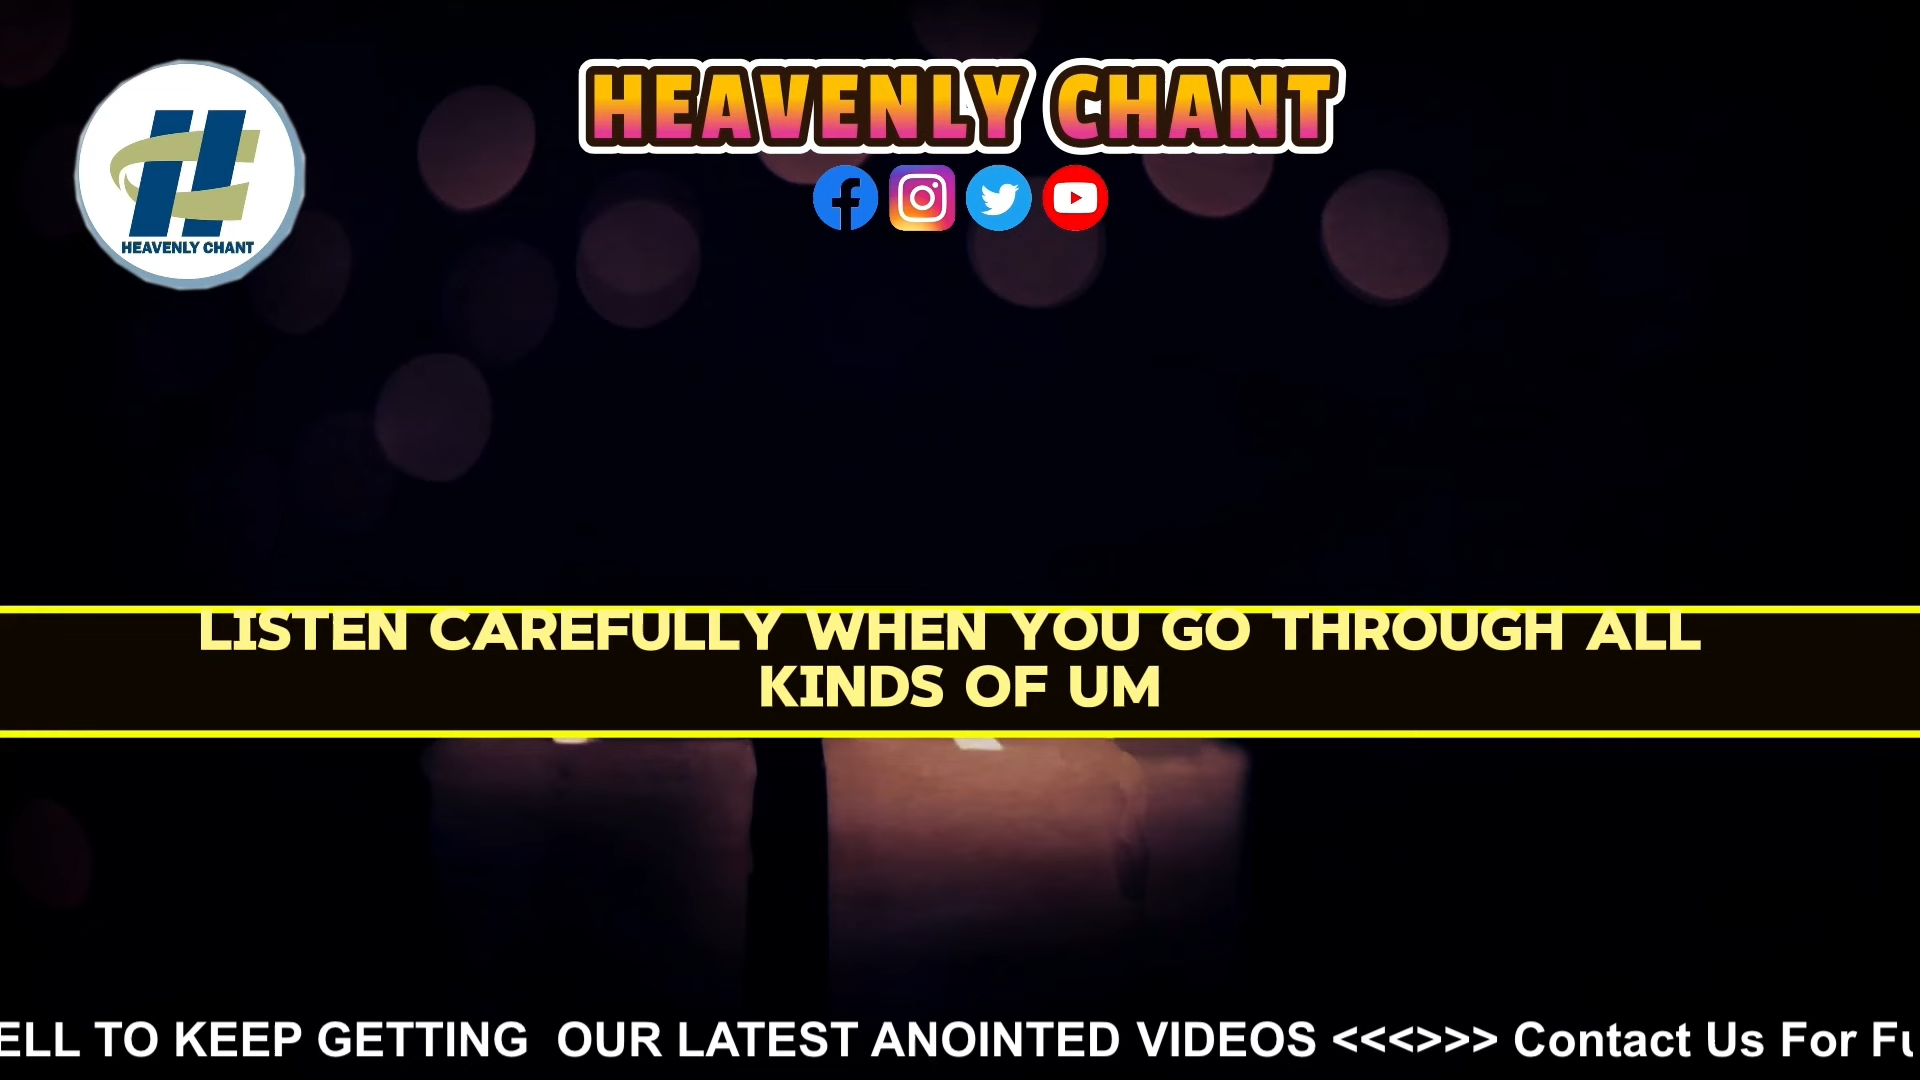 HEAVENLY CHANT
HEAVENLY CHANT
LISTEN CAREFULLY WHEN YOU GO THROUGH ALL
KINDS OF UM
ELL TO KEEP GETTING  OUR LATEST ANOINTED VIDEOS <<<>>> Contact Us For Fu